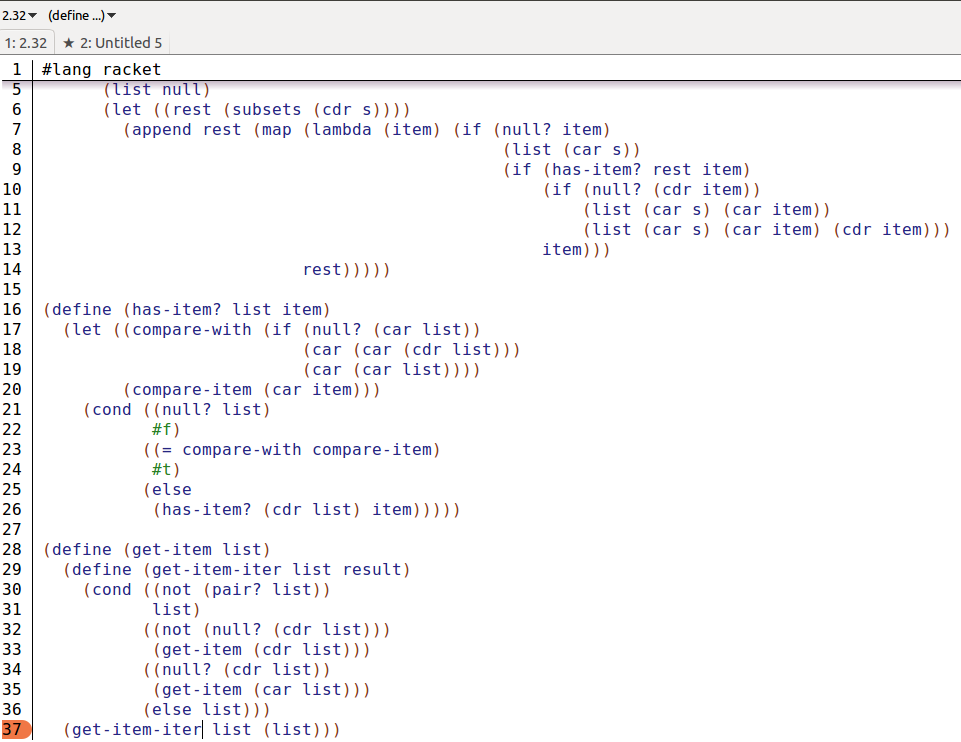 2.32 (define ...)
1: 2.32 ★ 2: Untitled 5
1 #lang racket
5       (list null)
6       (let ((rest (subsets (cdr s))))
7         (append rest (map (lambda (item) (if (null? item)
8                                               (list (car s))
9                                               (if (has-item? rest item)
10                                                  (if (null? (cdr item))
11                                                      (list (car s) (car item))
12                                                      (list (car s) (car item) (cdr item)))
13                                                  item)))
14                          rest)))))
15
16 (define (has-item? list item)
17   (let ((compare-with (if (null? (car list))
18                           (car (car (cdr list)))
19                           (car (car list))))
20         (compare-item (car item)))
21     (cond ((null? list)
22            #f)
23           ((= compare-with compare-item)
24            #t)
25           (else
26            (has-item? (cdr list) item)))))
27
28 (define (get-item list)
29   (define (get-item-iter list result)
30     (cond ((not (pair? list))
31            list)
32           ((not (null? (cdr list)))
33            (get-item (cdr list)))
34           ((null? (cdr list))
35            (get-item (car list)))
36           (else list)))
37   (get-item-iter list (list)))